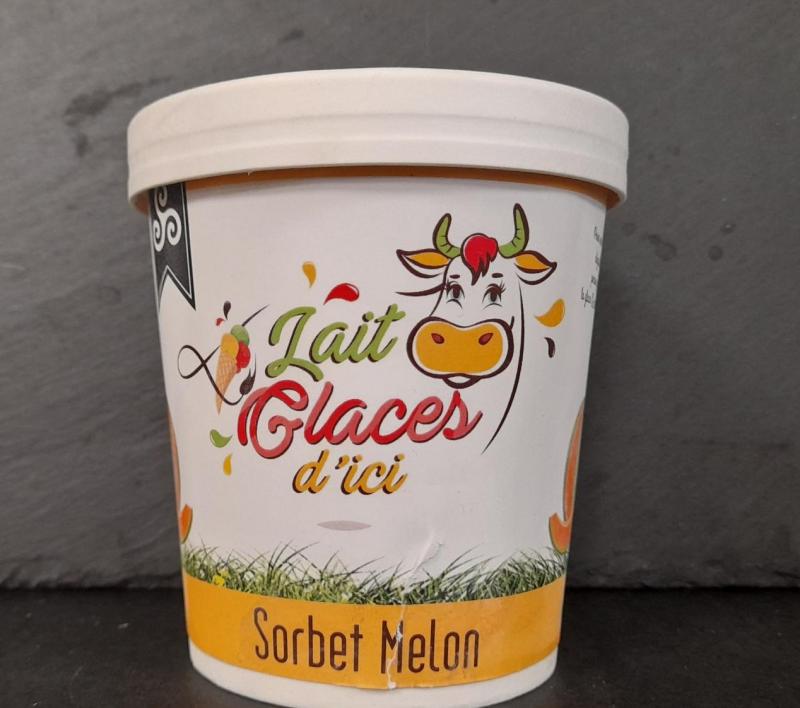 Lait
Glaces
d'ici
Sorbet Melon